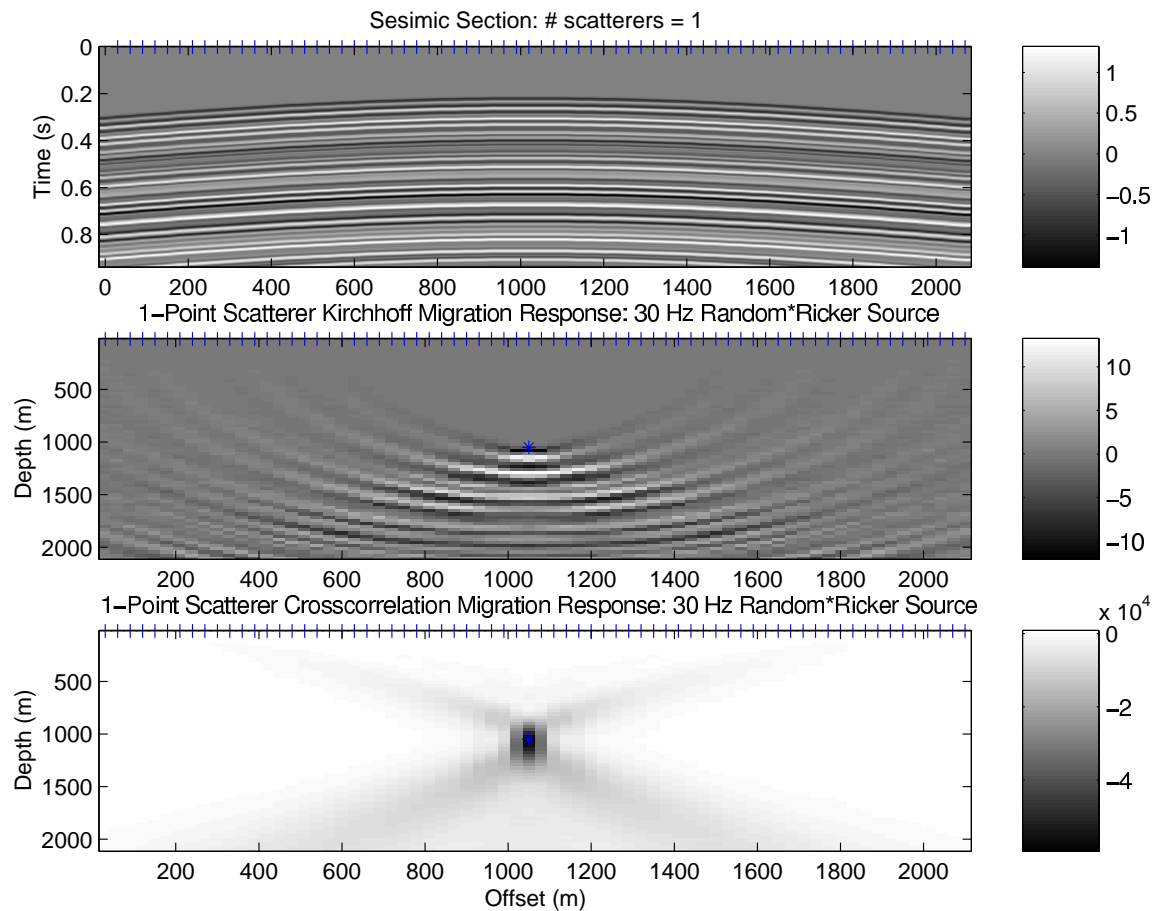 Sesimic Section: # scatterers = 1
0
0.2
0.4
0.6
0.8
Time (s)
0 200 400 600 800 1000 1200 1400 1600 1800 2000
1
0.5
0
−0.5
−1
1−Point Scatterer Kirchhoff Migration Response: 30 Hz Random*Ricker Source
500
1000
1500
2000
Depth (m)
200 400 600 800 1000 1200 1400 1600 1800 2000
10
5
0
−5
−10
1−Point Scatterer Crosscorrelation Migration Response: 30 Hz Random*Ricker Source
500
1000
1500
2000
Depth (m)
200 400 600 800 1000 1200 1400 1600 1800 2000
Offset (m)
x 10^4
0
−2
−4